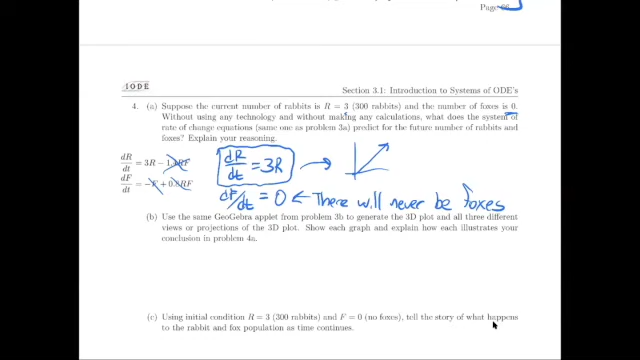 Page 86
IODE
Section 3.1: Introduction to Systems of ODE's
4. (a) Suppose the current number of rabbits is R = 3 (300 rabbits) and the number of foxes is 0.
Without using any technology and without making any calculations, what does the system of
rate of change equations (same one as problem 3a) predict for the future number of rabbits and
foxes? Explain your reasoning.
dR/dt = 3R − 1.4RF
dF/dt = −F + 0.8RF
dR/dt = 3R →
dF/dt = 0 ← There will never be foxes
(b) Use the same GeoGebra applet from problem 3b to generate the 3D plot and all three different
views or projections of the 3D plot. Show each graph and explain how each illustrates your
conclusion in problem 4a.
(c) Using initial condition R = 3 (300 rabbits) and F = 0 (no foxes), tell the story of what happens
to the rabbit and fox population as time continues.